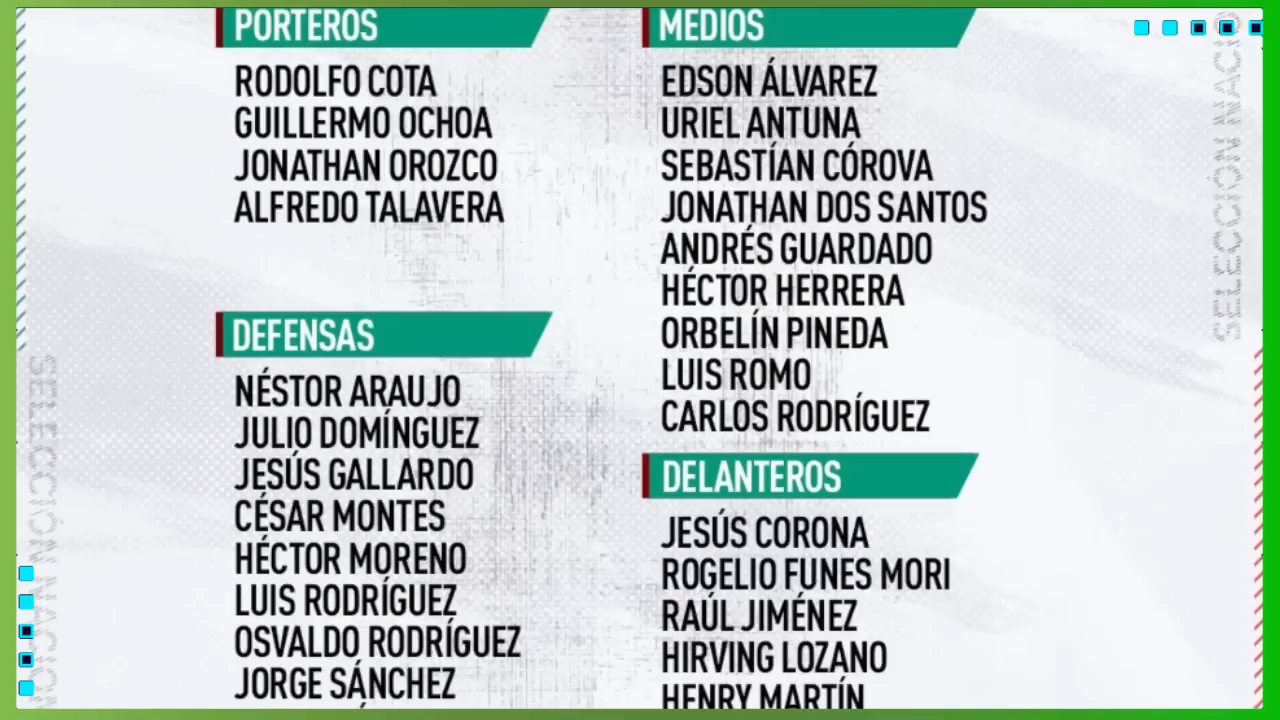 PORTEROS
RODOLFO COTA
GUILLERMO OCHOA
JONATHAN OROZCO
ALFREDO TALAVERA
DEFENSAS
NÉSTOR ARAUJO
JULIO DOMÍNGUEZ
JESÚS GALLARDO
CÉSAR MONTES
HÉCTOR MORENO
LUIS RODRÍGUEZ
OSVALDO RODRÍGUEZ
JORGE SÁNCHEZ
MEDIOS
EDSON ÁLVAREZ
URIEL ANTUNA
SEBASTÍAN CÓROVA
JONATHAN DOS SANTOS
ANDRÉS GUARDADO
HÉCTOR HERRERA
ORBELÍN PINEDA
LUIS ROMO
CARLOS RODRÍGUEZ
DELANTEROS
JESÚS CORONA
ROGELIO FUNES MORI
RAÚL JIMÉNEZ
HIRVING LOZANO
HENRY MARTÍN
SELECCIÓN NACION
SELECCIÓN NACIO